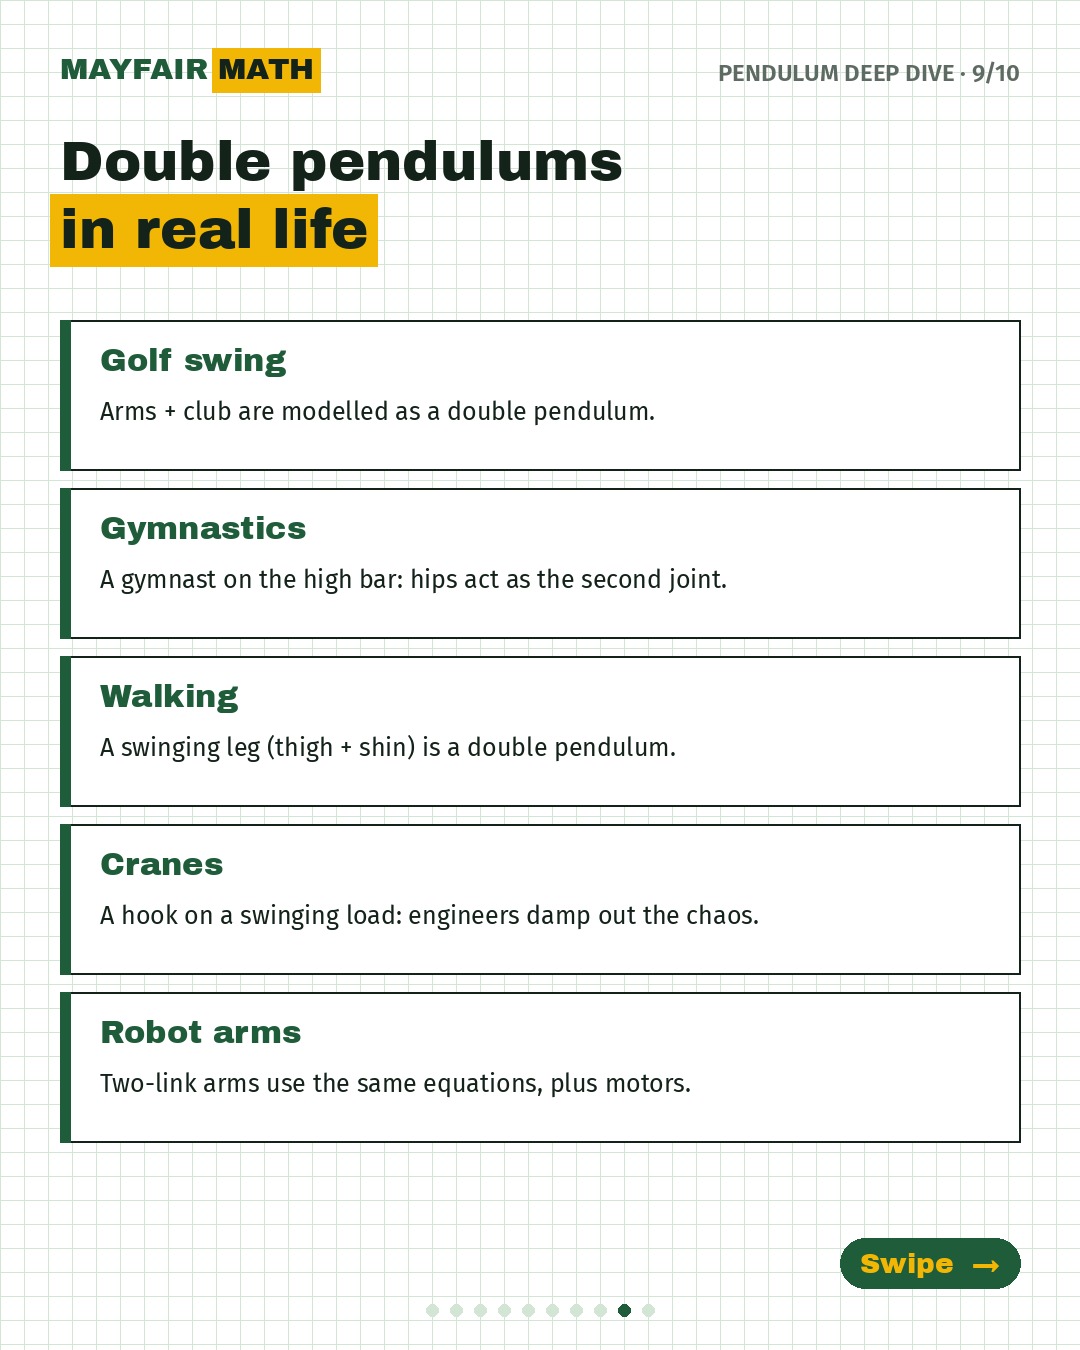 MAYFAIR MATH
PENDULUM DEEP DIVE · 9/10
Double pendulums
in real life
Golf swing
Arms + club are modelled as a double pendulum.
Gymnastics
A gymnast on the high bar: hips act as the second joint.
Walking
A swinging leg (thigh + shin) is a double pendulum.
Cranes
A hook on a swinging load: engineers damp out the chaos.
Robot arms
Two-link arms use the same equations, plus motors.
Swipe →